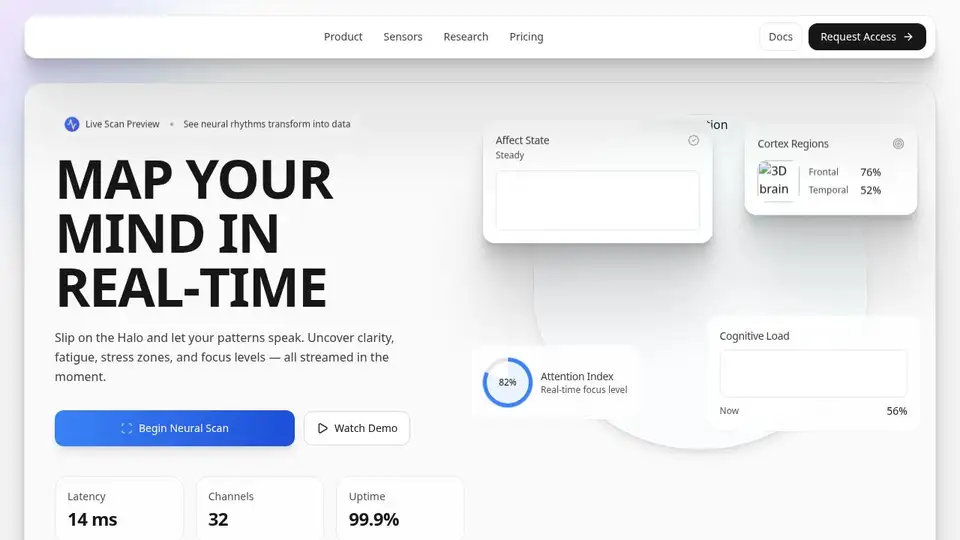 Product
Sensors
Research
Pricing
Docs
Request Access
Live Scan Preview • See neural rhythms transform into data
MAP YOUR
MIND IN
REAL-TIME
Slip on the Halo and let your patterns speak. Uncover clarity,
fatigue, stress zones, and focus levels — all streamed in the
moment.
Begin Neural Scan
Watch Demo
Latency
14 ms
Channels
32
Uptime
99.9%
Affect State
Steady
Cortex Regions
3D
brain
Frontal 76%
Temporal 52%
82%
Attention Index
Real-time focus level
Cognitive Load
Now 56%